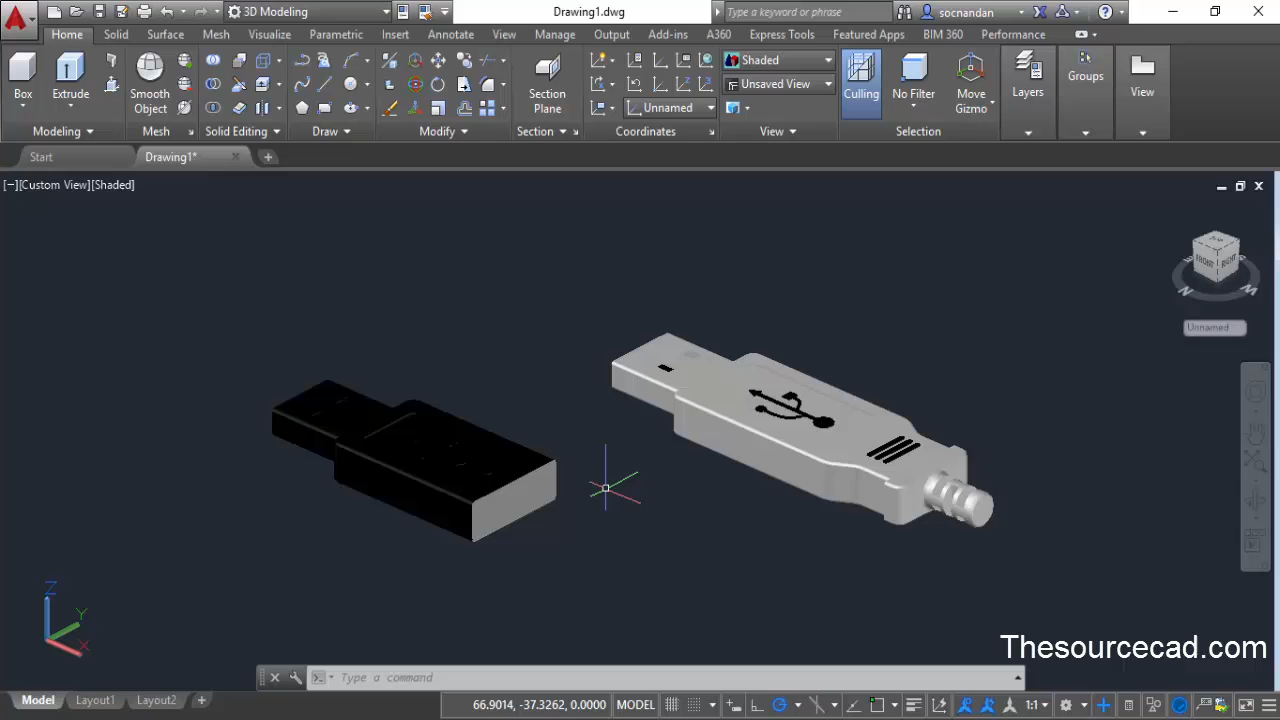 3D Modeling
Drawing1.dwg
Type a keyword or phrase
socnandan
Home Solid Surface Mesh Visualize Parametric Insert Annotate View Manage Output Add-ins A360 Express Tools Featured Apps BIM 360 Performance
Box
Extrude
Smooth
Object
Section
Plane
Shaded
Unsaved View
Unnamed
Culling
No Filter
Move
Gizmo
Layers
Groups
View
Modeling
Mesh
Solid Editing
Draw
Modify
Section
Coordinates
View
Selection
Start
Drawing1*
[−][Custom View][Shaded]
TOP
FRONT
RIGHT
N
Unnamed
Z
Y
X
Thesourcecad.com
Type a command
Model
Layout1
Layout2
66.9014, -37.3262, 0.0000
MODEL
1:1